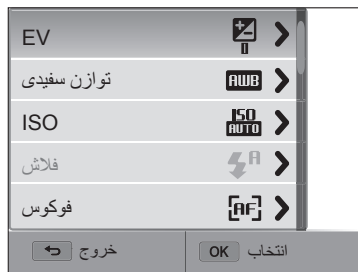 EV
توازن سفیدی AWB
ISO ISO AUTO
فلاش A
فوکوس AF
خروج OK انتخاب